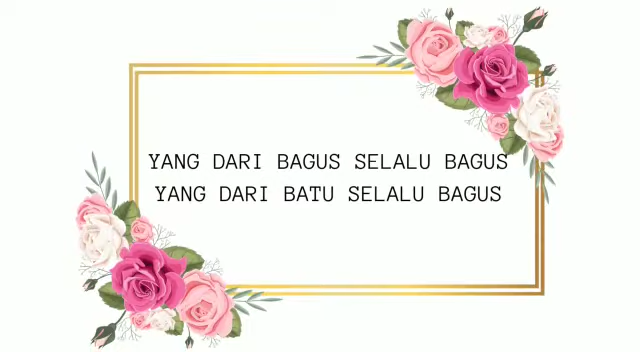 YANG DARI BAGUS SELALU BAGUS
YANG DARI BATU SELALU BAGUS